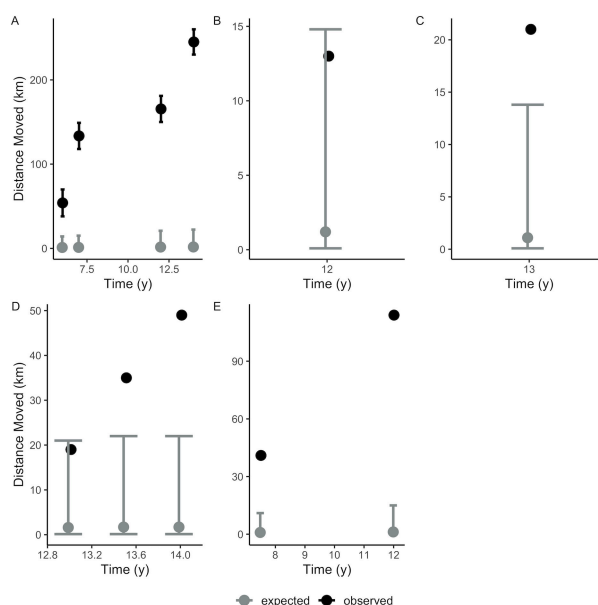 A
B
C
Distance Moved (km)
200
100
0
7.5 10.0 12.5
Time (y)
15
10
5
0
12
Time (y)
20
15
10
5
0
13
Time (y)
D
E
Distance Moved (km)
50
40
30
20
10
0
12.8 13.2 13.6 14.0
Time (y)
90
60
30
0
8 9 10 11 12
Time (y)
expected observed